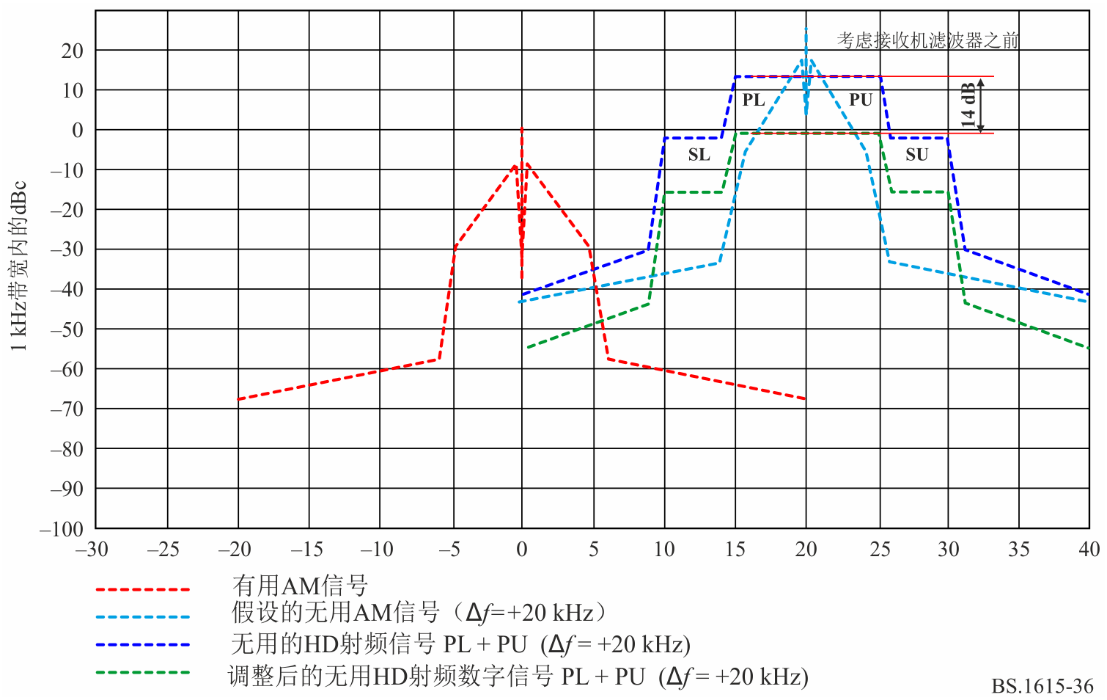 考虑接收机滤波器之前
20
10
0
–10
–20
–30
–40
–50
–60
–70
–80
–90
–100
1 kHz带宽内的dBc
PL
PU
14 dB
SL
SU
–30 –25 –20 –15 –10 –5 0 5 10 15 20 25 30 35 40
有用AM信号
假设的无用AM信号（Δf=+20 kHz）
无用的HD射频信号 PL + PU (Δf = +20 kHz)
调整后的无用HD射频数字信号 PL + PU (Δf = +20 kHz)
BS.1615-36